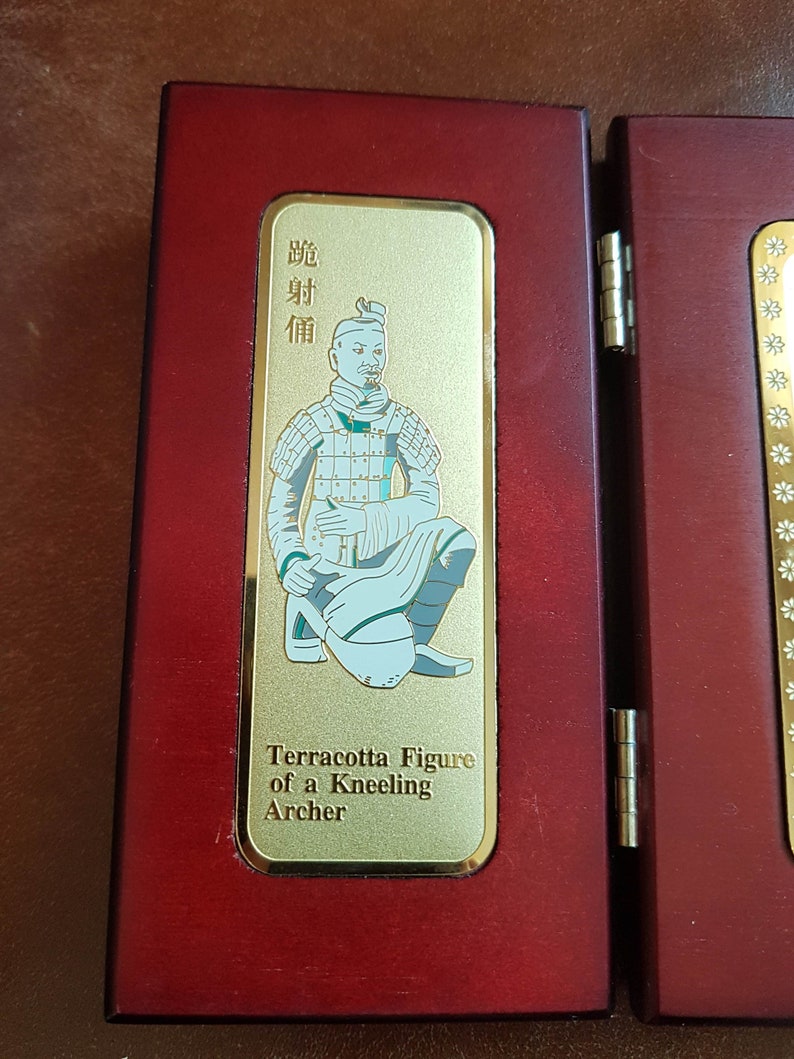 跪射俑
Terracotta Figure
of a Kneeling
Archer